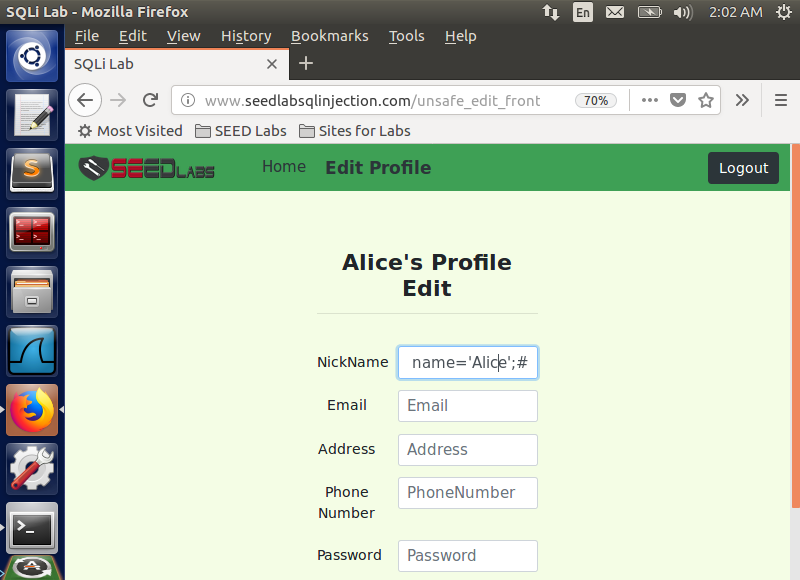 SQLi Lab - Mozilla Firefox
En
2:02 AM
File Edit View History Bookmarks Tools Help
SQLi Lab
www.seedlabsqlinjection.com/unsafe_edit_front
70%
Most Visited SEED Labs Sites for Labs
SEEDLABS Home Edit Profile Logout
Alice's Profile
Edit
NickName name='Alice';#
Email Email
Address Address
Phone
Number
PhoneNumber
Password Password